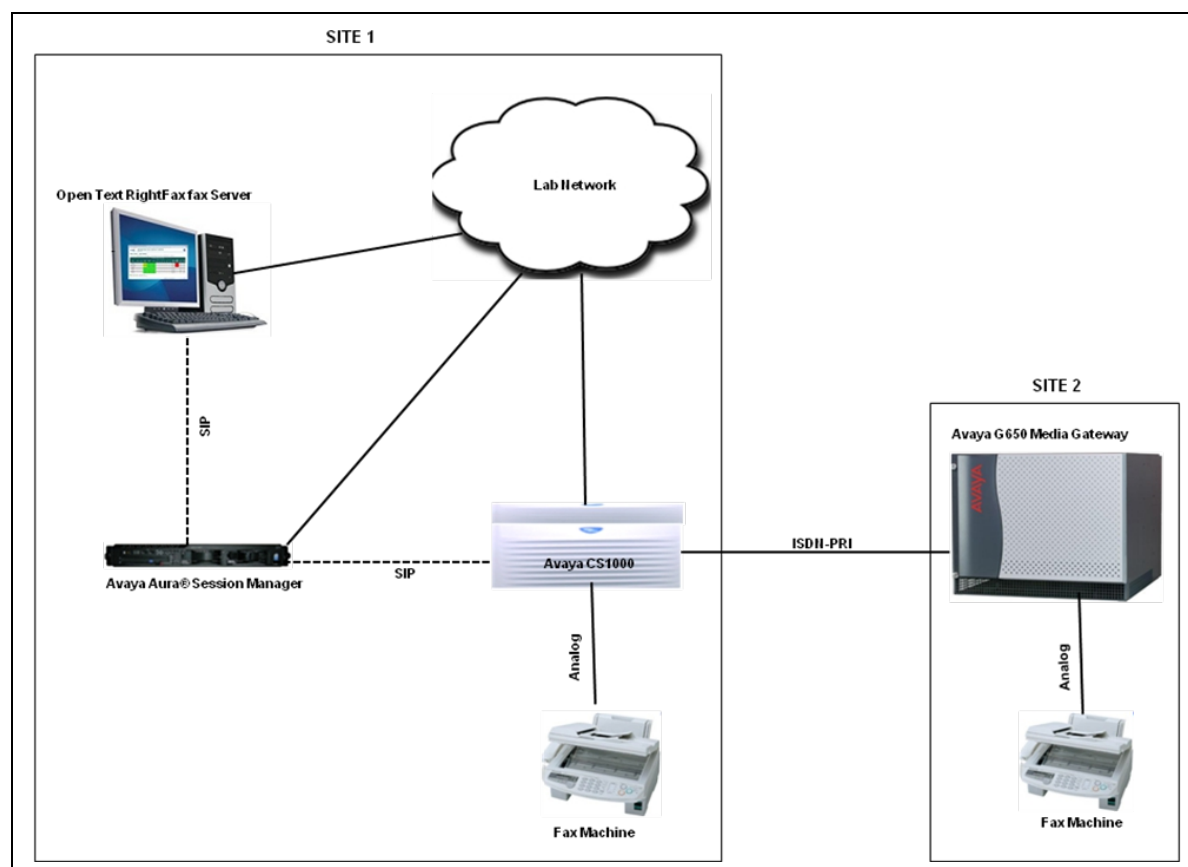 SITE 1
Lab Network
Open Text RightFax fax Server
SIP
SITE 2
Avaya G650 Media Gateway
AVAYA
ISDN-PRI
Avaya CS1000
SIP
Avaya Aura® Session Manager
Analog
Analog
Fax Machine
Fax Machine